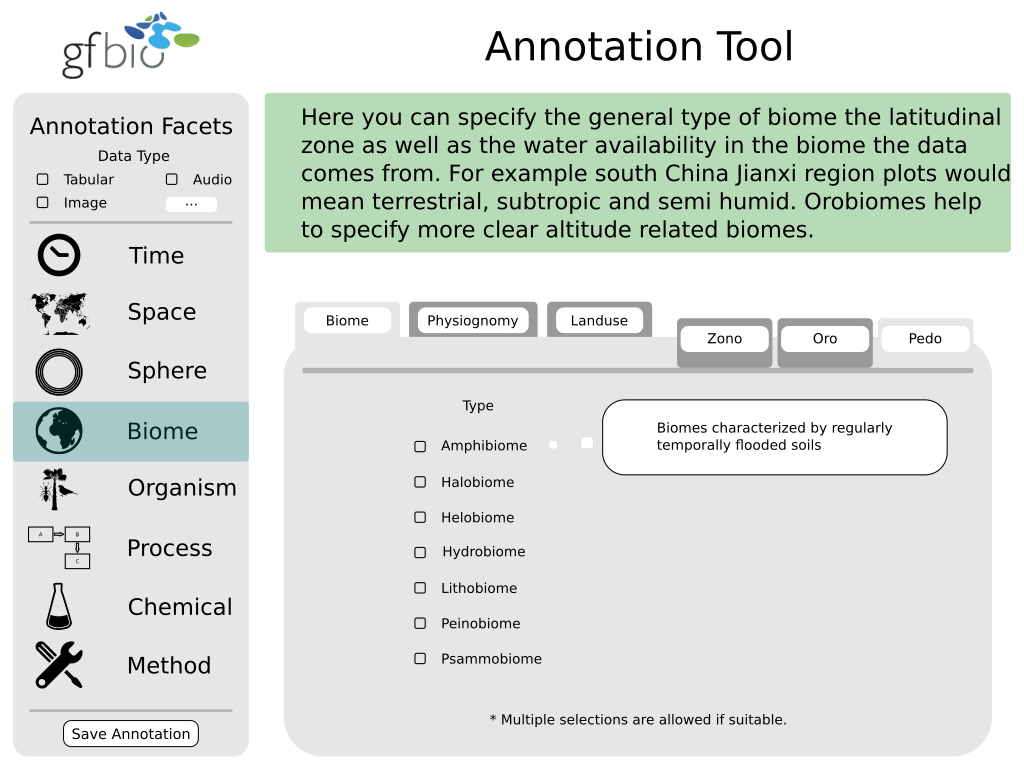 gfbio
Annotation Tool
Annotation Facets
Data Type
Tabular
Audio
Image
...
Time
Space
Sphere
Biome
Organism
A
B
C
Process
Chemical
Method
Save Annotation
Here you can specify the general type of biome the latitudinal
zone as well as the water availability in the biome the data
comes from. For example south China Jianxi region plots would
mean terrestrial, subtropic and semi humid. Orobiomes help
to specify more clear altitude related biomes.
Biome
Physiognomy
Landuse
Zono
Oro
Pedo
Type
Amphibiome
Biomes characterized by regularly
temporally flooded soils
Halobiome
Helobiome
Hydrobiome
Lithobiome
Peinobiome
Psammobiome
* Multiple selections are allowed if suitable.